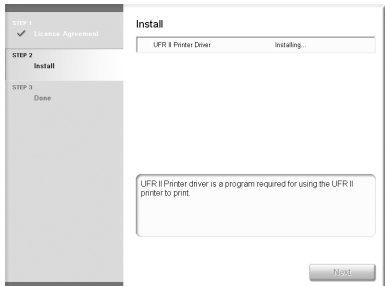 STEP 1
License Agreement
STEP 2
Install
STEP 3
Done
Install
UFR II Printer Driver Installing...
UFR II Printer driver is a program required for using the UFR II
printer to print.
Next